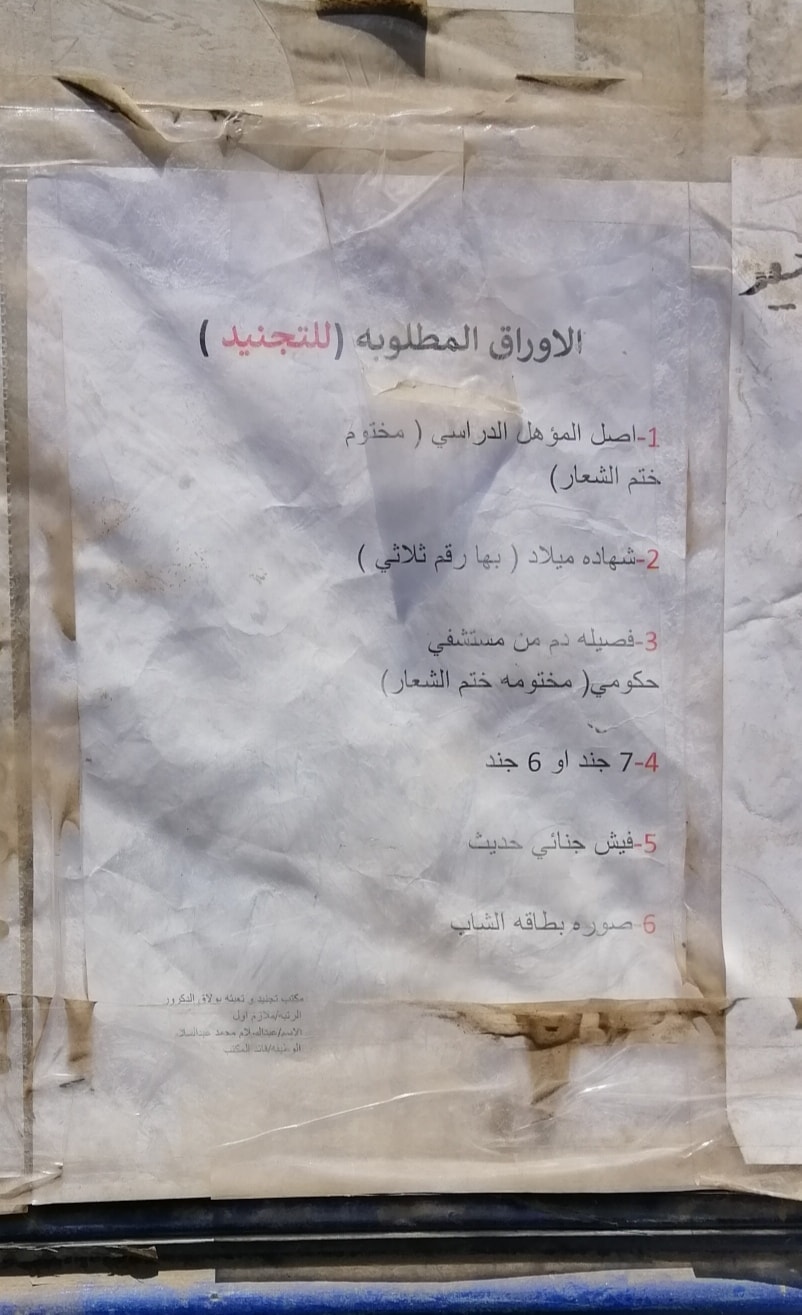 الاوراق المطلوبه (للتجنيد )
1-اصل المؤهل الدراسي ( مختوم
ختم الشعار)
2-شهاده ميلاد ( بها رقم ثلاثي )
3-فصيله دم من مستشفي
حكومي( مختومه ختم الشعار)
4-7 جند او 6 جند
5-فيش جنائي حديث
6-صوره بطاقه الشاب
مكتب تجنيد و تعبئه بولاق الدكرور
الرتبه/ملازم اول
الاسم/عبدالسلام محمد
الوظيفه/قائد المكتب